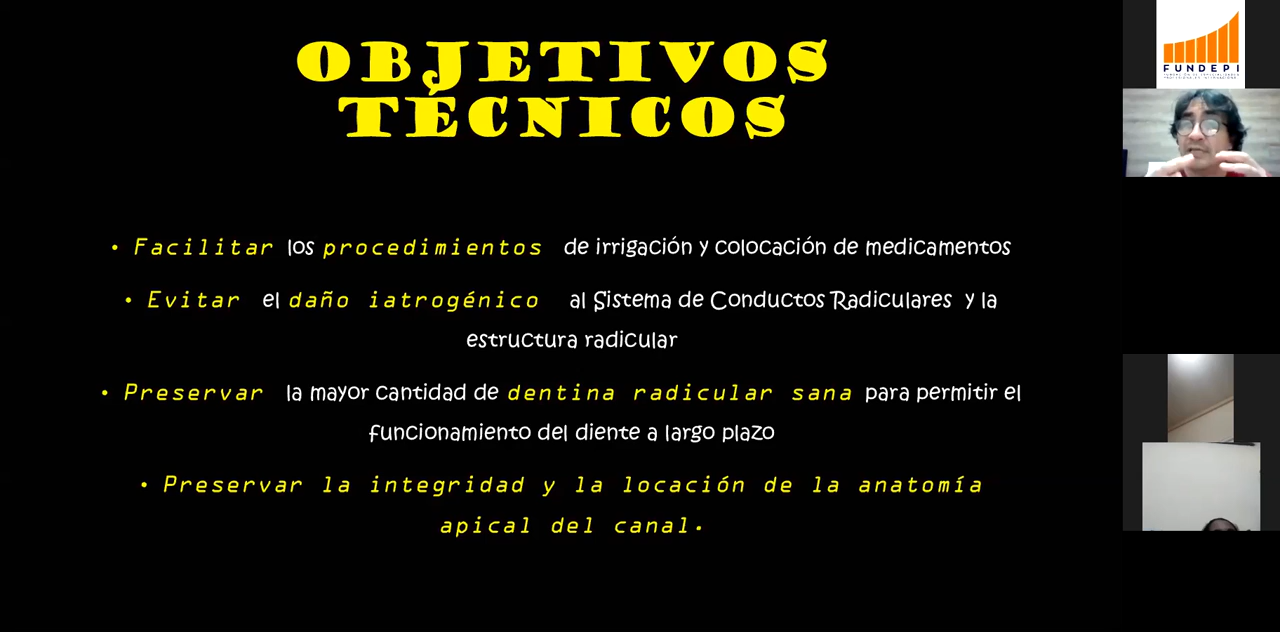 OBJETIVOS
TÉCNICOS
• Facilitar los procedimientos de irrigación y colocación de medicamentos
• Evitar el daño iatrogénico al Sistema de Conductos Radiculares y la
estructura radicular
• Preservar la mayor cantidad de dentina radicular sana para permitir el
funcionamiento del diente a largo plazo
• Preservar la integridad y la locación de la anatomía
apical del canal.
FUNDEPI